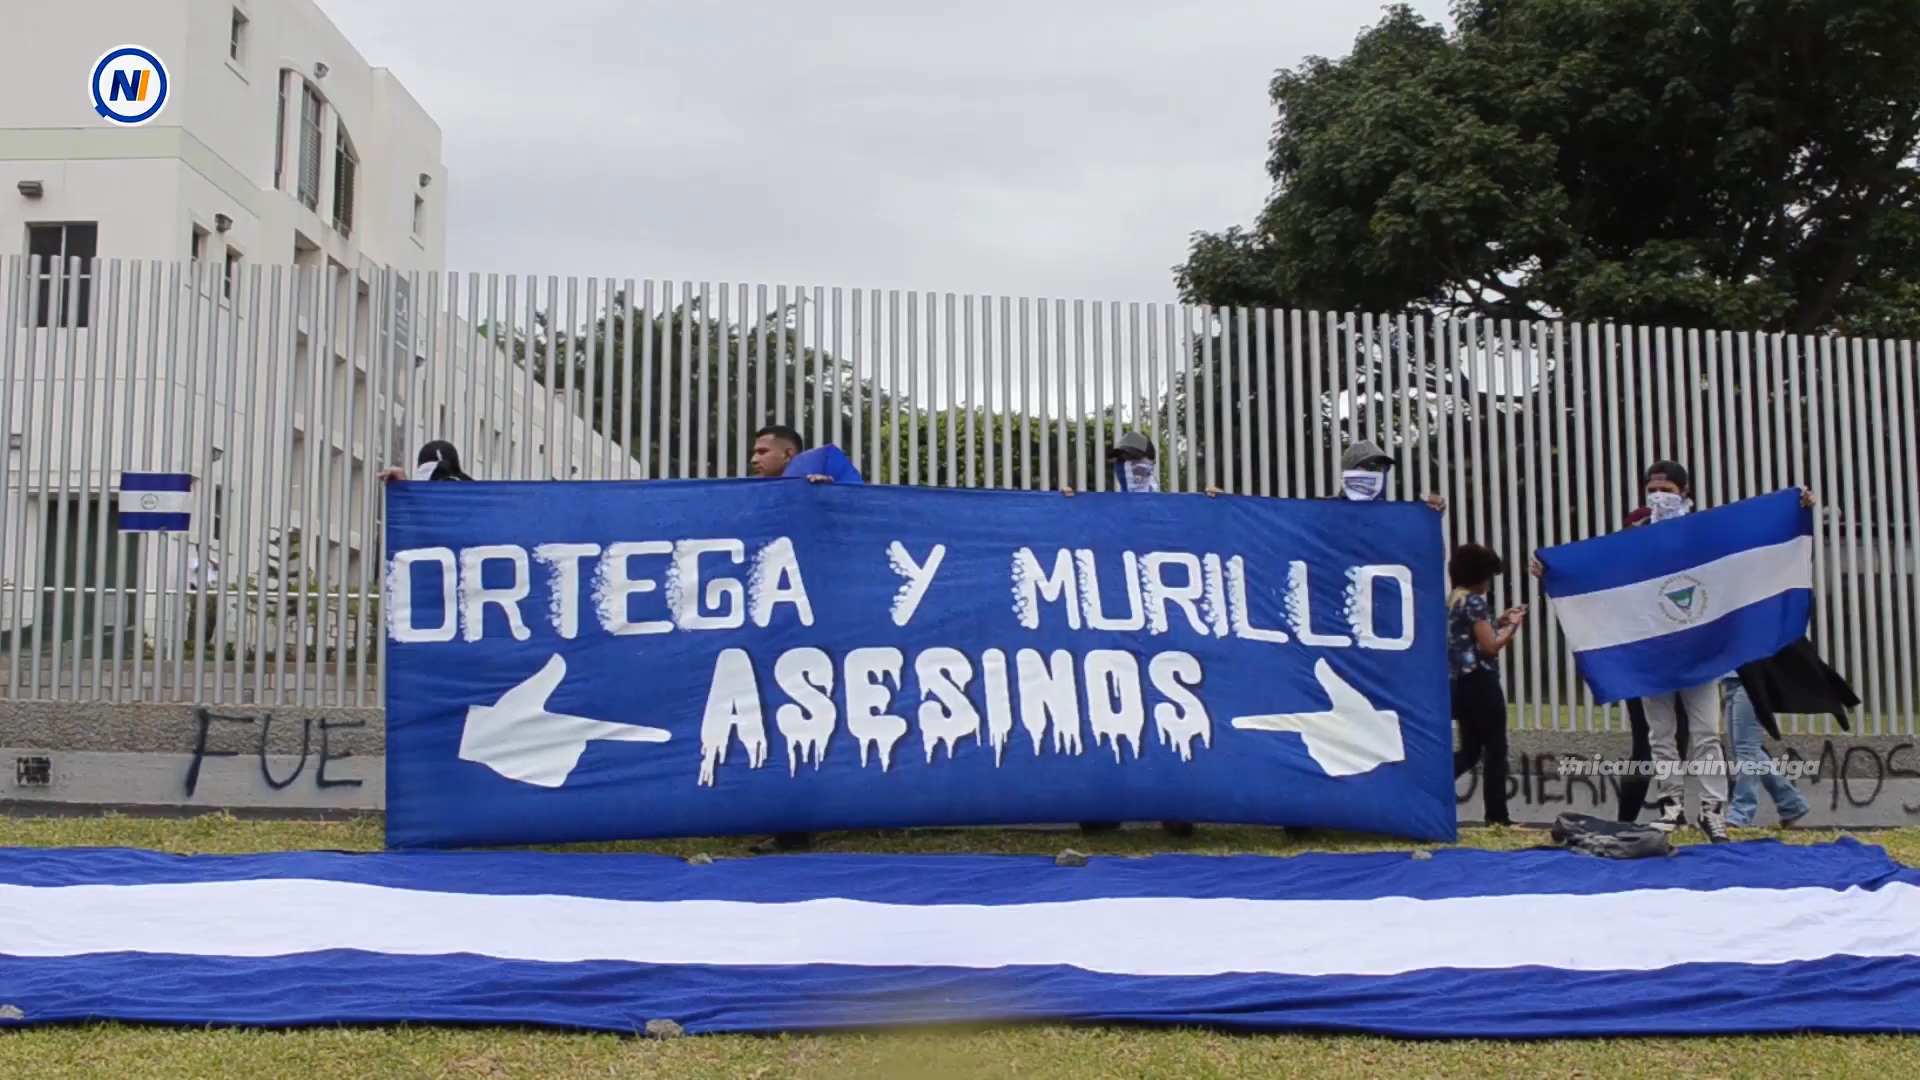 NI
ORTEGA Y MURILLO
ASESINOS
FUE
#nicaraguainvestiga